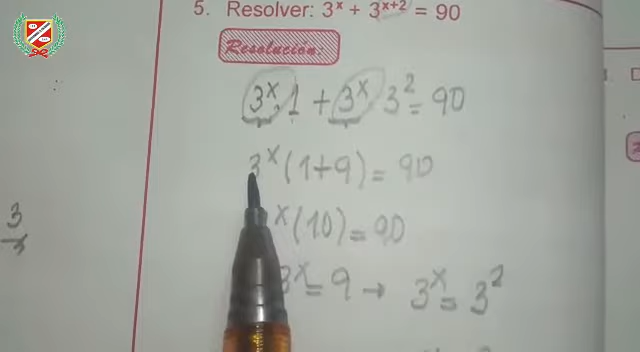 5. Resolver: 3ˣ + 3ˣ⁺² = 90
Resolución:
3ˣ.1 + 3ˣ 3² = 90
3ˣ(1+9) = 90
ˣ(10) = 90
3ˣ = 9 → 3ˣ = 3²
3